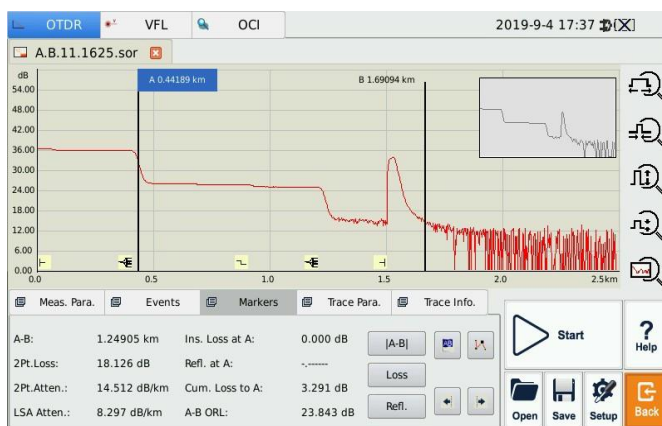 OTDR VFL OCI 2019-9-4 17:37
A.B.11.1625.sor
dB
A 0.44189 km B 1.69094 km
54.00
48.00
42.00
36.00
30.00
24.00
18.00
12.00
6.00
0.00
0.0 0.5 1.0 1.5 2.0 2.5km
Meas. Para. Events Markers Trace Para. Trace Info.
A-B: 1.24905 km Ins. Loss at A: 0.000 dB |A-B|
2Pt.Loss: 18.126 dB Refl. at A: -.------
Loss
2Pt.Atten.: 14.512 dB/km Cum. Loss to A: 3.291 dB
LSA Atten.: 8.297 dB/km A-B ORL: 23.843 dB Refl.
Start
?
Help
Open Save Setup Back